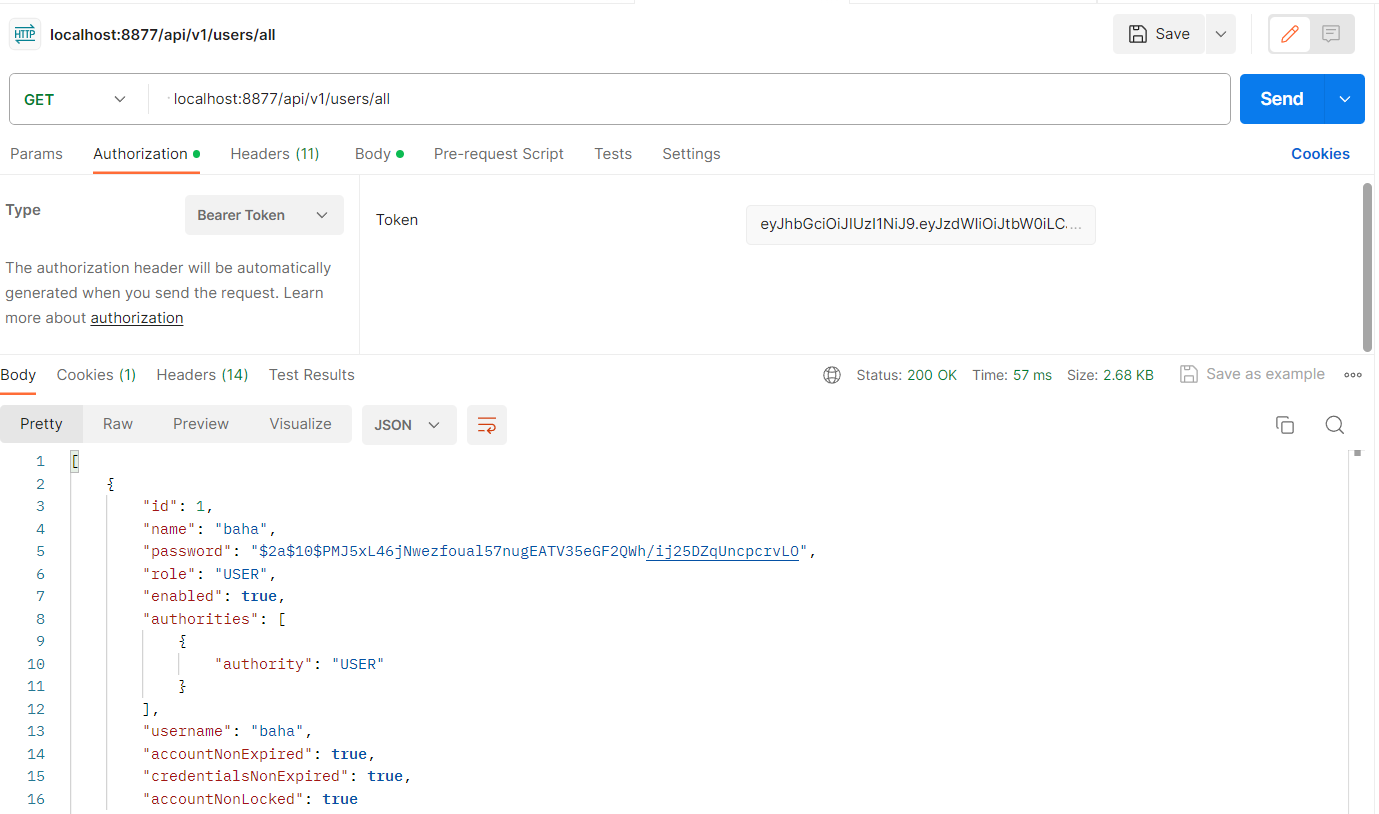 HTTP localhost:8877/api/v1/users/all Save
GET localhost:8877/api/v1/users/all Send
Params Authorization Headers (11) Body Pre-request Script Tests Settings Cookies
Type Bearer Token Token eyJhbGciOiJIUzI1NiJ9.eyJzdWIiOiJtbW0iLC...
The authorization header will be automatically
generated when you send the request. Learn
more about authorization
Body Cookies (1) Headers (14) Test Results Status: 200 OK Time: 57 ms Size: 2.68 KB Save as example
Pretty Raw Preview Visualize JSON
1 [
2 {
3 "id": 1,
4 "name": "baha",
5 "password": "$2a$10$PMJ5xL46jNwezfoual57nugEATV35eGF2QWh/ij25DZqUncpcrvLO",
6 "role": "USER",
7 "enabled": true,
8 "authorities": [
9 {
10 "authority": "USER"
11 }
12 ],
13 "username": "baha",
14 "accountNonExpired": true,
15 "credentialsNonExpired": true,
16 "accountNonLocked": true